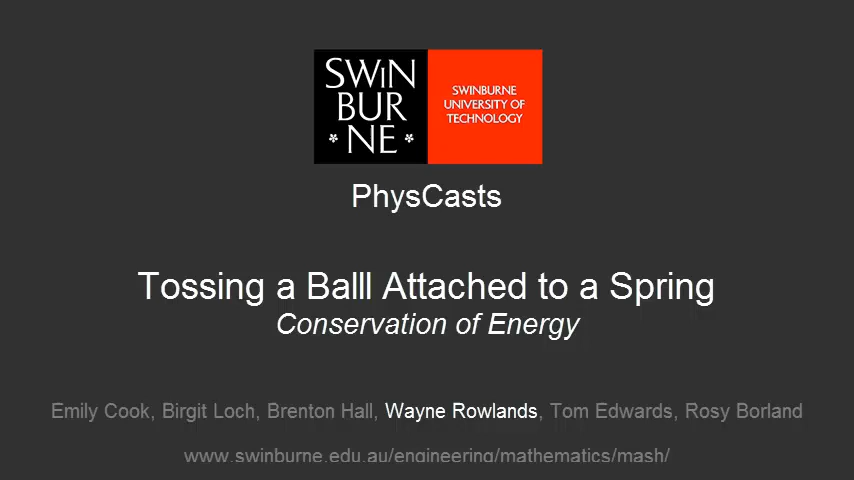 SWiN
BUR
* NE *
SWINBURNE
UNIVERSITY OF
TECHNOLOGY
PhysCasts
Tossing a Balll Attached to a Spring
Conservation of Energy
Emily Cook, Birgit Loch, Brenton Hall, Wayne Rowlands, Tom Edwards, Rosy Borland
www.swinburne.edu.au/engineering/mathematics/mash/